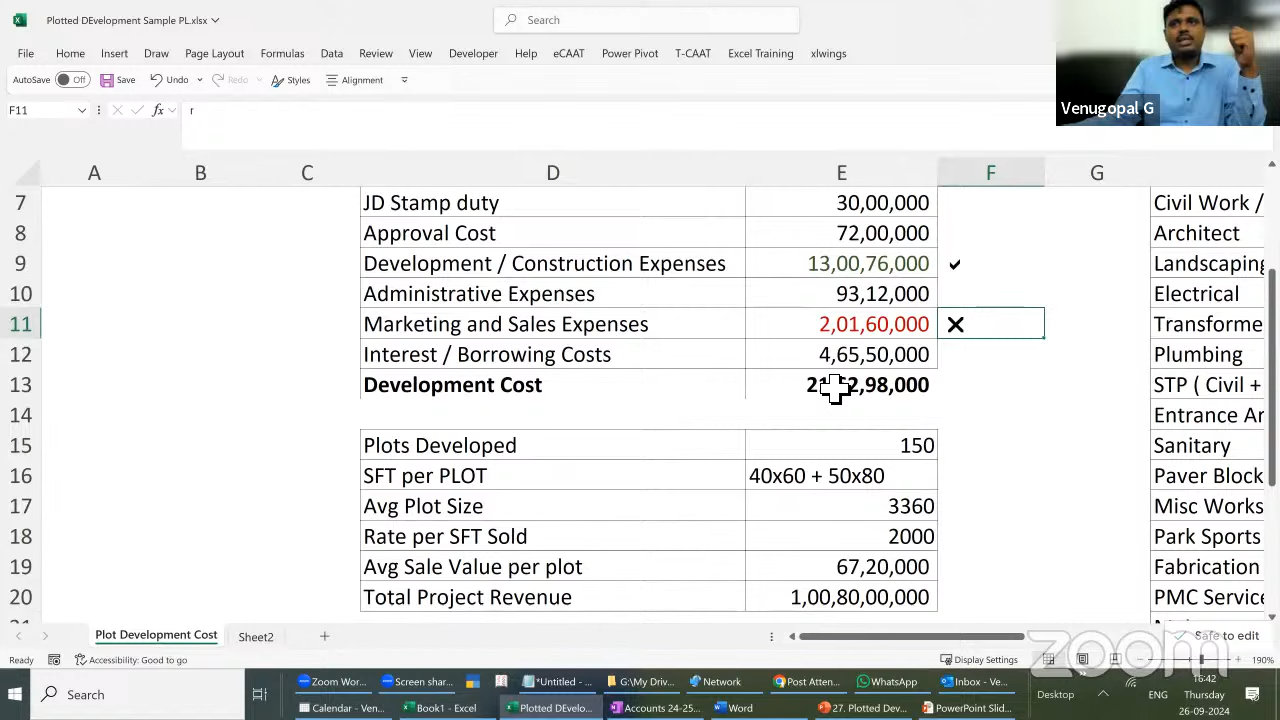 Plotted DEvelopment Sample PL.xlsx
Search
File Home Insert Draw Page Layout Formulas Data Review View Developer Help eCAAT Power Pivot T-CAAT Excel Training xlwings
AutoSave Off Save Undo Redo Styles Alignment
Venugopal G
F11 fx r
A B C D E F G
7 JD Stamp duty 30,00,000 Civil Work /
8 Approval Cost 72,00,000 Architect
9 Development / Construction Expenses 13,00,76,000 ✔ Landscaping
10 Administrative Expenses 93,12,000 Electrical
11 Marketing and Sales Expenses 2,01,60,000 ✕ Transforme
12 Interest / Borrowing Costs 4,65,50,000 Plumbing
13 Development Cost 2,98,000 STP ( Civil +
14 Entrance Ar
15 Plots Developed 150 Sanitary
16 SFT per PLOT 40x60 + 50x80 Paver Block
17 Avg Plot Size 3360 Misc Works
18 Rate per SFT Sold 2000 Park Sports
19 Avg Sale Value per plot 67,20,000 Fabrication
20 Total Project Revenue 1,00,80,00,000 PMC Service
Plot Development Cost Sheet2
Safe to edit
zoom
Ready Accessibility: Good to go Display Settings 190%
Search
Zoom Wor... Screen shar... *Untitled - ... G:\My Driv... Network Post Atten... WhatsApp Inbox - Ve...
Calendar - Ven... Book1 - Excel Plotted DEvelo... Accounts 24-25... Word 27. Plotted Dev... PowerPoint Slid...
Desktop ENG
16:42
Thursday
26-09-2024